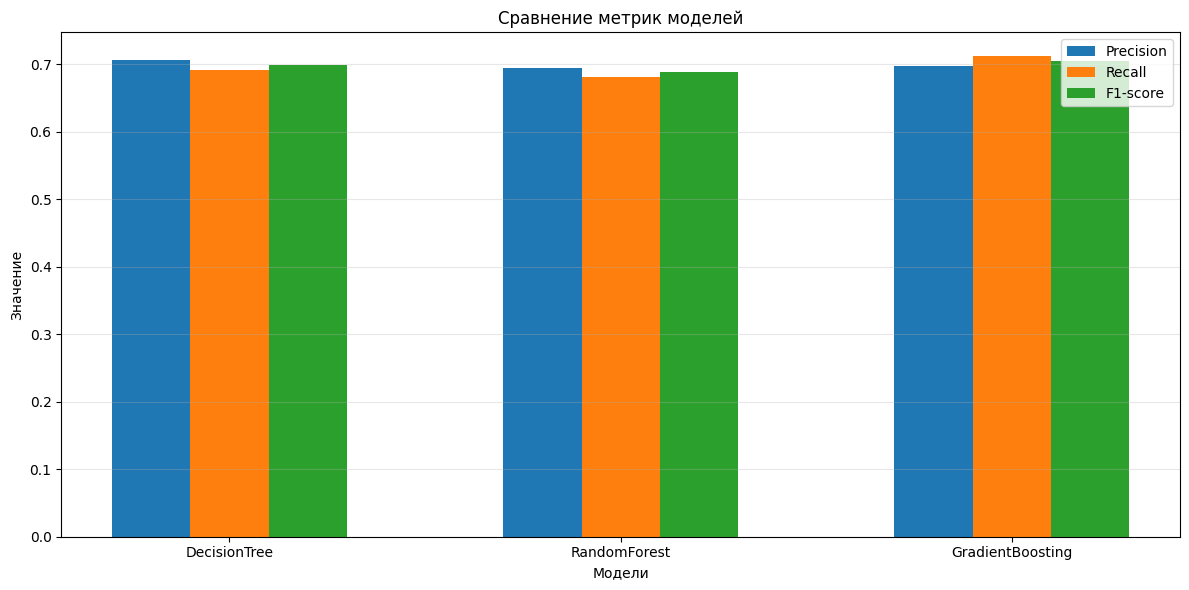 Сравнение метрик моделей
Precision
Recall
F1-score
Значение
0.7
0.6
0.5
0.4
0.3
0.2
0.1
0.0
DecisionTree
RandomForest
GradientBoosting
Модели